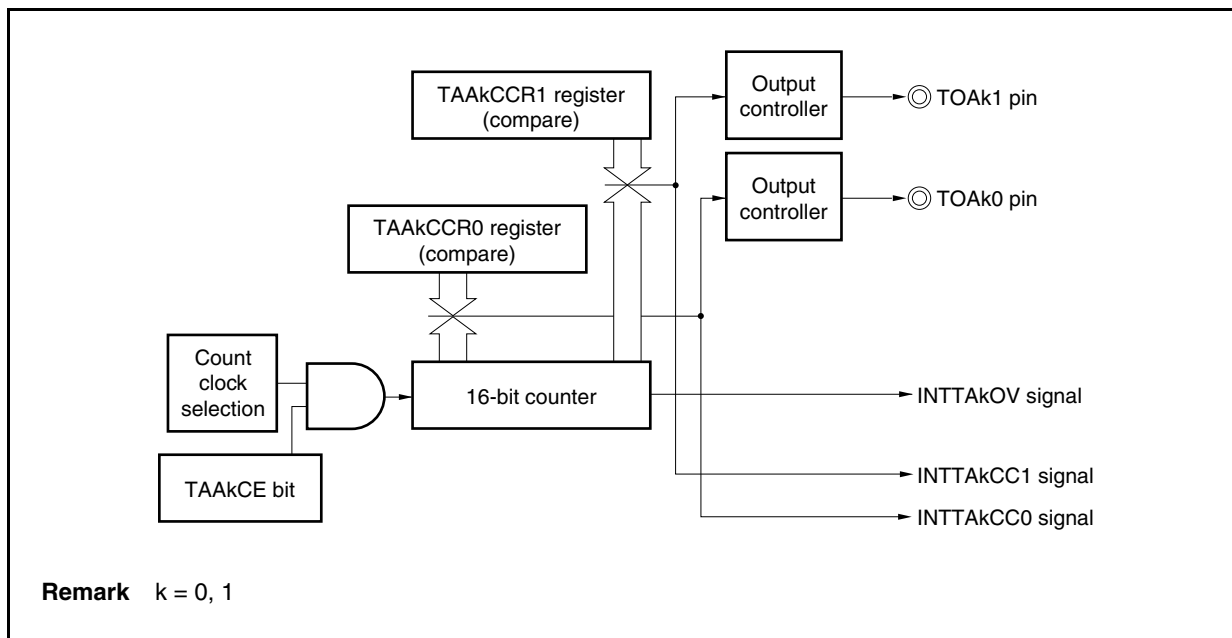 TAAkCCR1 register
(compare)
Output
controller
TOAk1 pin
Output
controller
TOAk0 pin
TAAkCCR0 register
(compare)
Count
clock
selection
16-bit counter
INTTAkOV signal
TAAkCE bit
INTTAkCC1 signal
INTTAkCC0 signal
Remark k = 0, 1